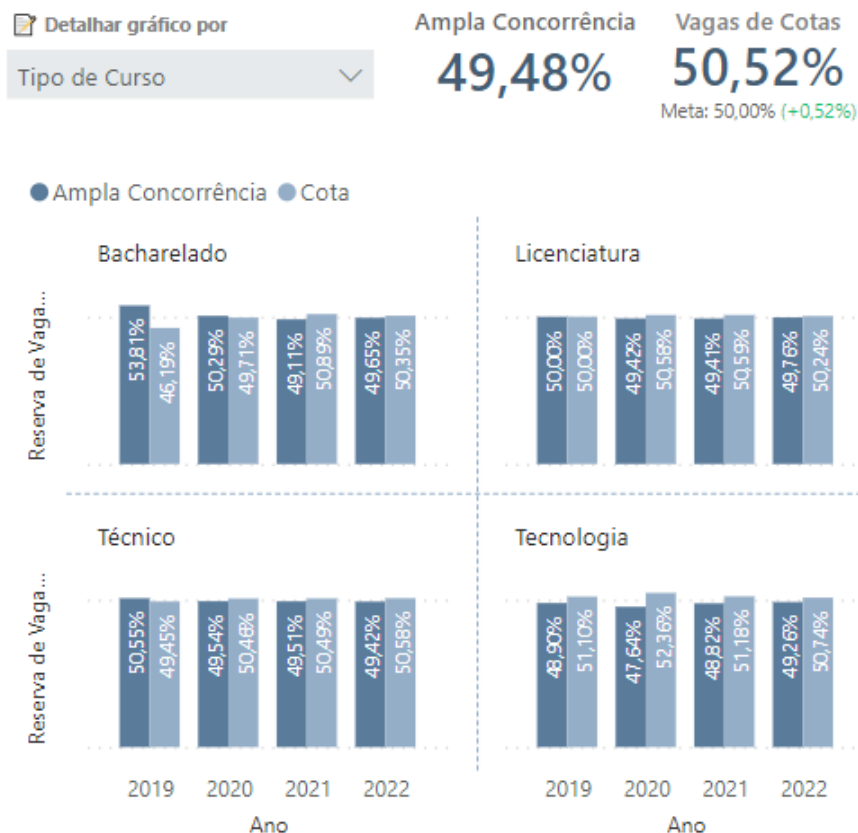 Detalhar gráfico por
Tipo de Curso
Ampla Concorrência
49,48%
Vagas de Cotas
50,52%
Meta: 50,00% (+0,52%)
Ampla Concorrência Cota
Bacharelado
Reserva de Vaga...
53,81% 46,19% 50,29% 49,71% 49,11% 50,89% 49,65% 50,35%
Licenciatura
50,00% 50,00% 49,42% 50,58% 49,41% 50,59% 49,76% 50,24%
Técnico
Reserva de Vaga...
50,55% 49,45% 49,54% 50,46% 49,51% 50,49% 49,42% 50,58%
Tecnologia
48,90% 51,10% 47,64% 52,36% 48,82% 51,18% 49,26% 50,74%
2019 2020 2021 2022
Ano
2019 2020 2021 2022
Ano